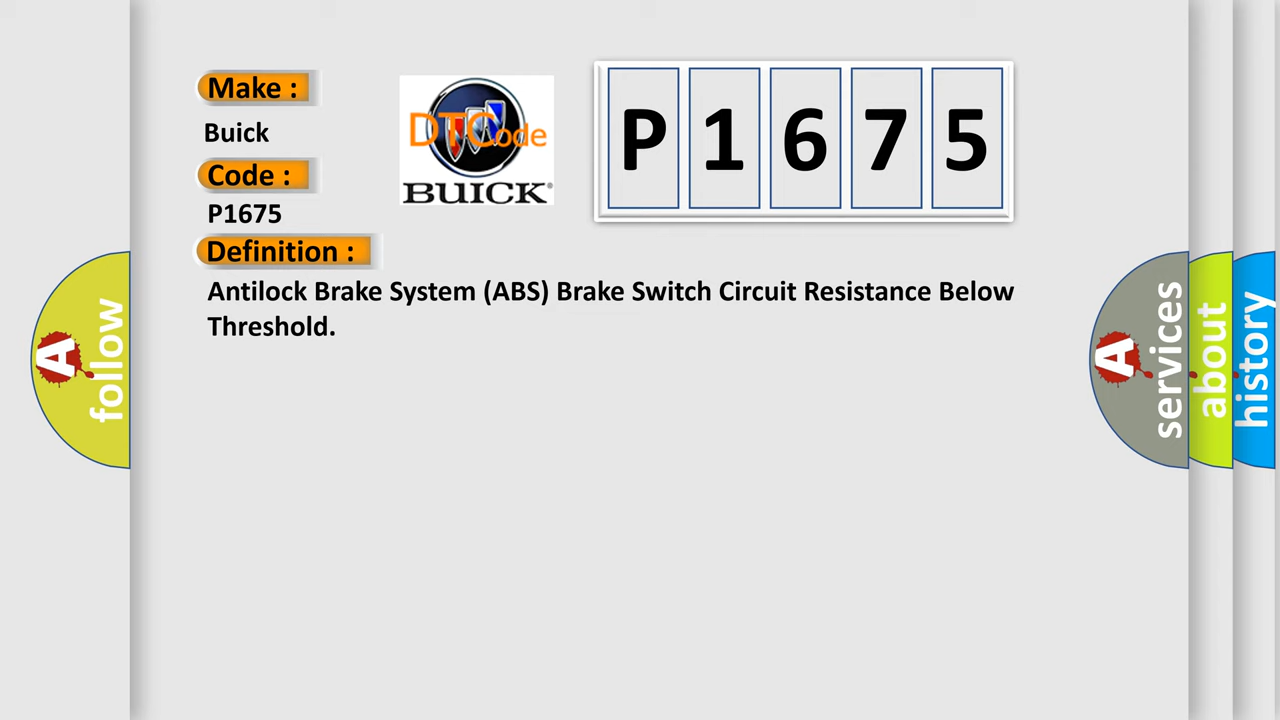 Make :
Buick
Code :
P1675
Definition :
Antilock Brake System (ABS) Brake Switch Circuit Resistance Below
Threshold.
DTCode
BUICK®
P 1 6 7 5
A follow
A services
about
history